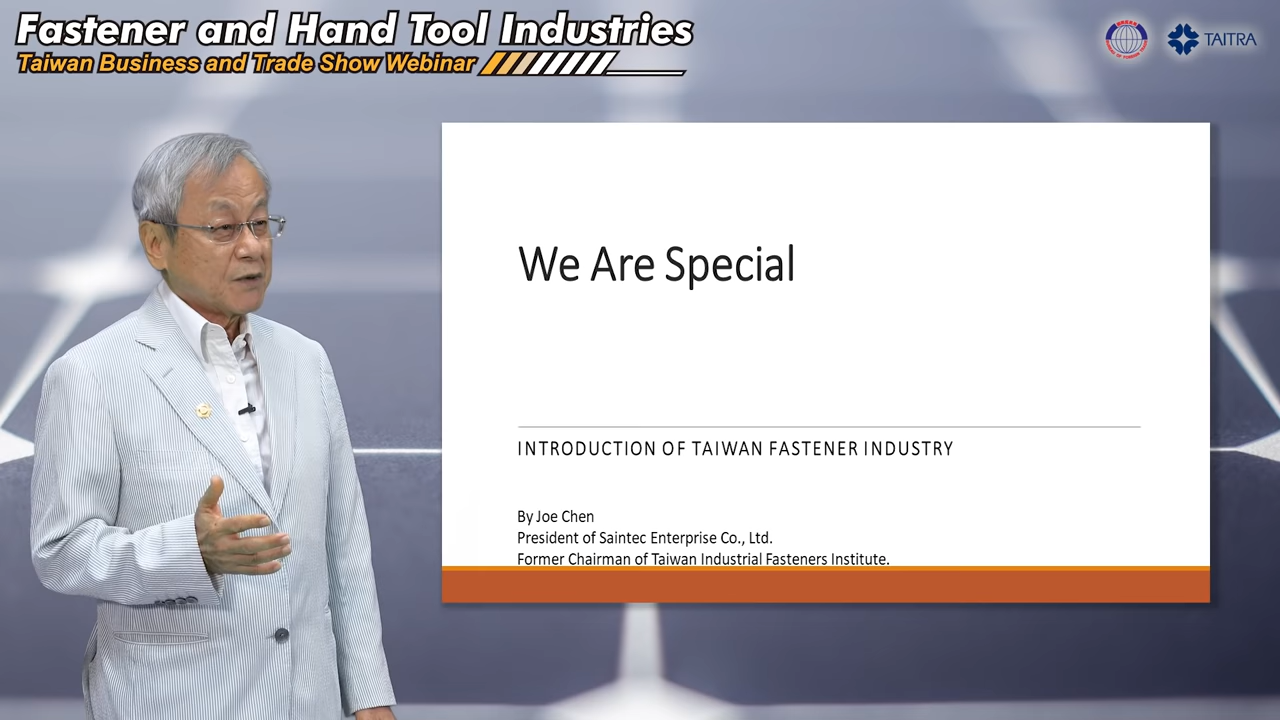 Fastener and Hand Tool Industries
Taiwan Business and Trade Show Webinar
TAITRA
We Are Special
INTRODUCTION OF TAIWAN FASTENER INDUSTRY
By Joe Chen
President of Saintec Enterprise Co., Ltd.
Former Chairman of Taiwan Industrial Fasteners Institute.